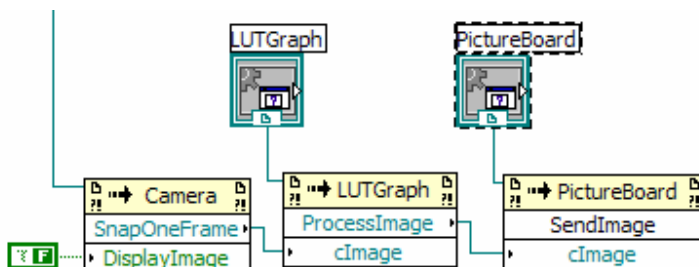 LUTGraph
PictureBoard
Camera
SnapOneFrame
DisplayImage
F
LUTGraph
ProcessImage
cImage
PictureBoard
SendImage
cImage